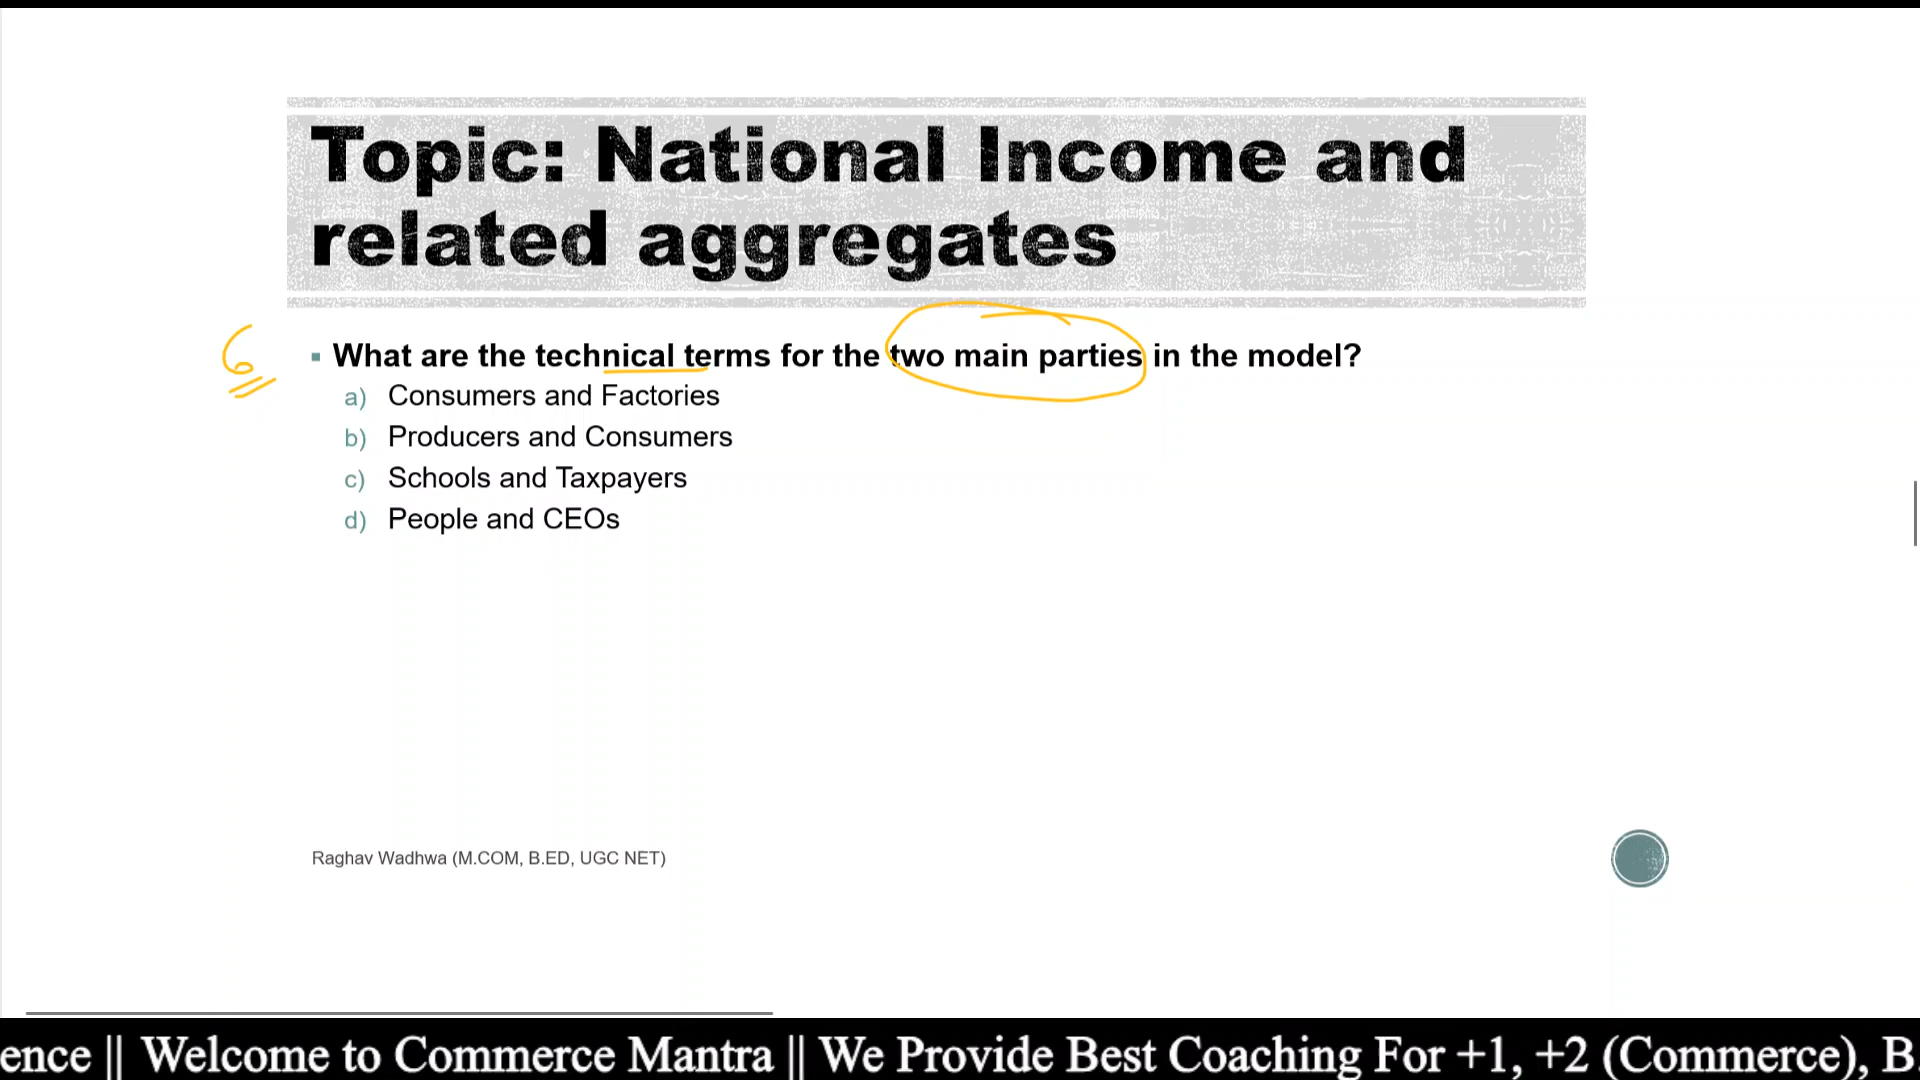 Topic: National Income and
related aggregates
6
▪ What are the technical terms for the two main parties in the model?
a) Consumers and Factories
b) Producers and Consumers
c) Schools and Taxpayers
d) People and CEOs
Raghav Wadhwa (M.COM, B.ED, UGC NET)
ence || Welcome to Commerce Mantra || We Provide Best Coaching For +1, +2 (Commerce), B